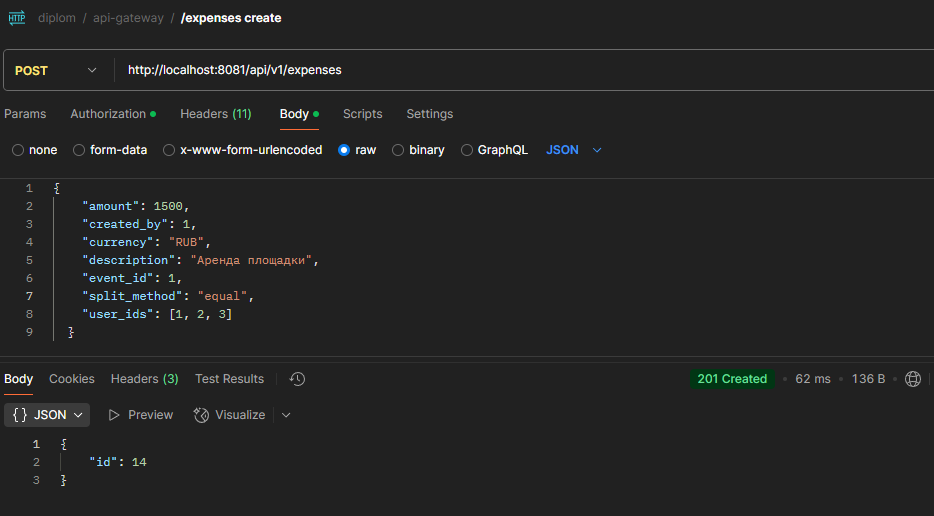 HTTP diplom / api-gateway / /expenses create
POST http://localhost:8081/api/v1/expenses
Params Authorization Headers (11) Body Scripts Settings
none form-data x-www-form-urlencoded raw binary GraphQL JSON
1 {
2 "amount": 1500,
3 "created_by": 1,
4 "currency": "RUB",
5 "description": "Аренда площадки",
6 "event_id": 1,
7 "split_method": "equal",
8 "user_ids": [1, 2, 3]
9 }
Body Cookies Headers (3) Test Results 201 Created 62 ms 136 B
{} JSON Preview Visualize
1 {
2 "id": 14
3 }